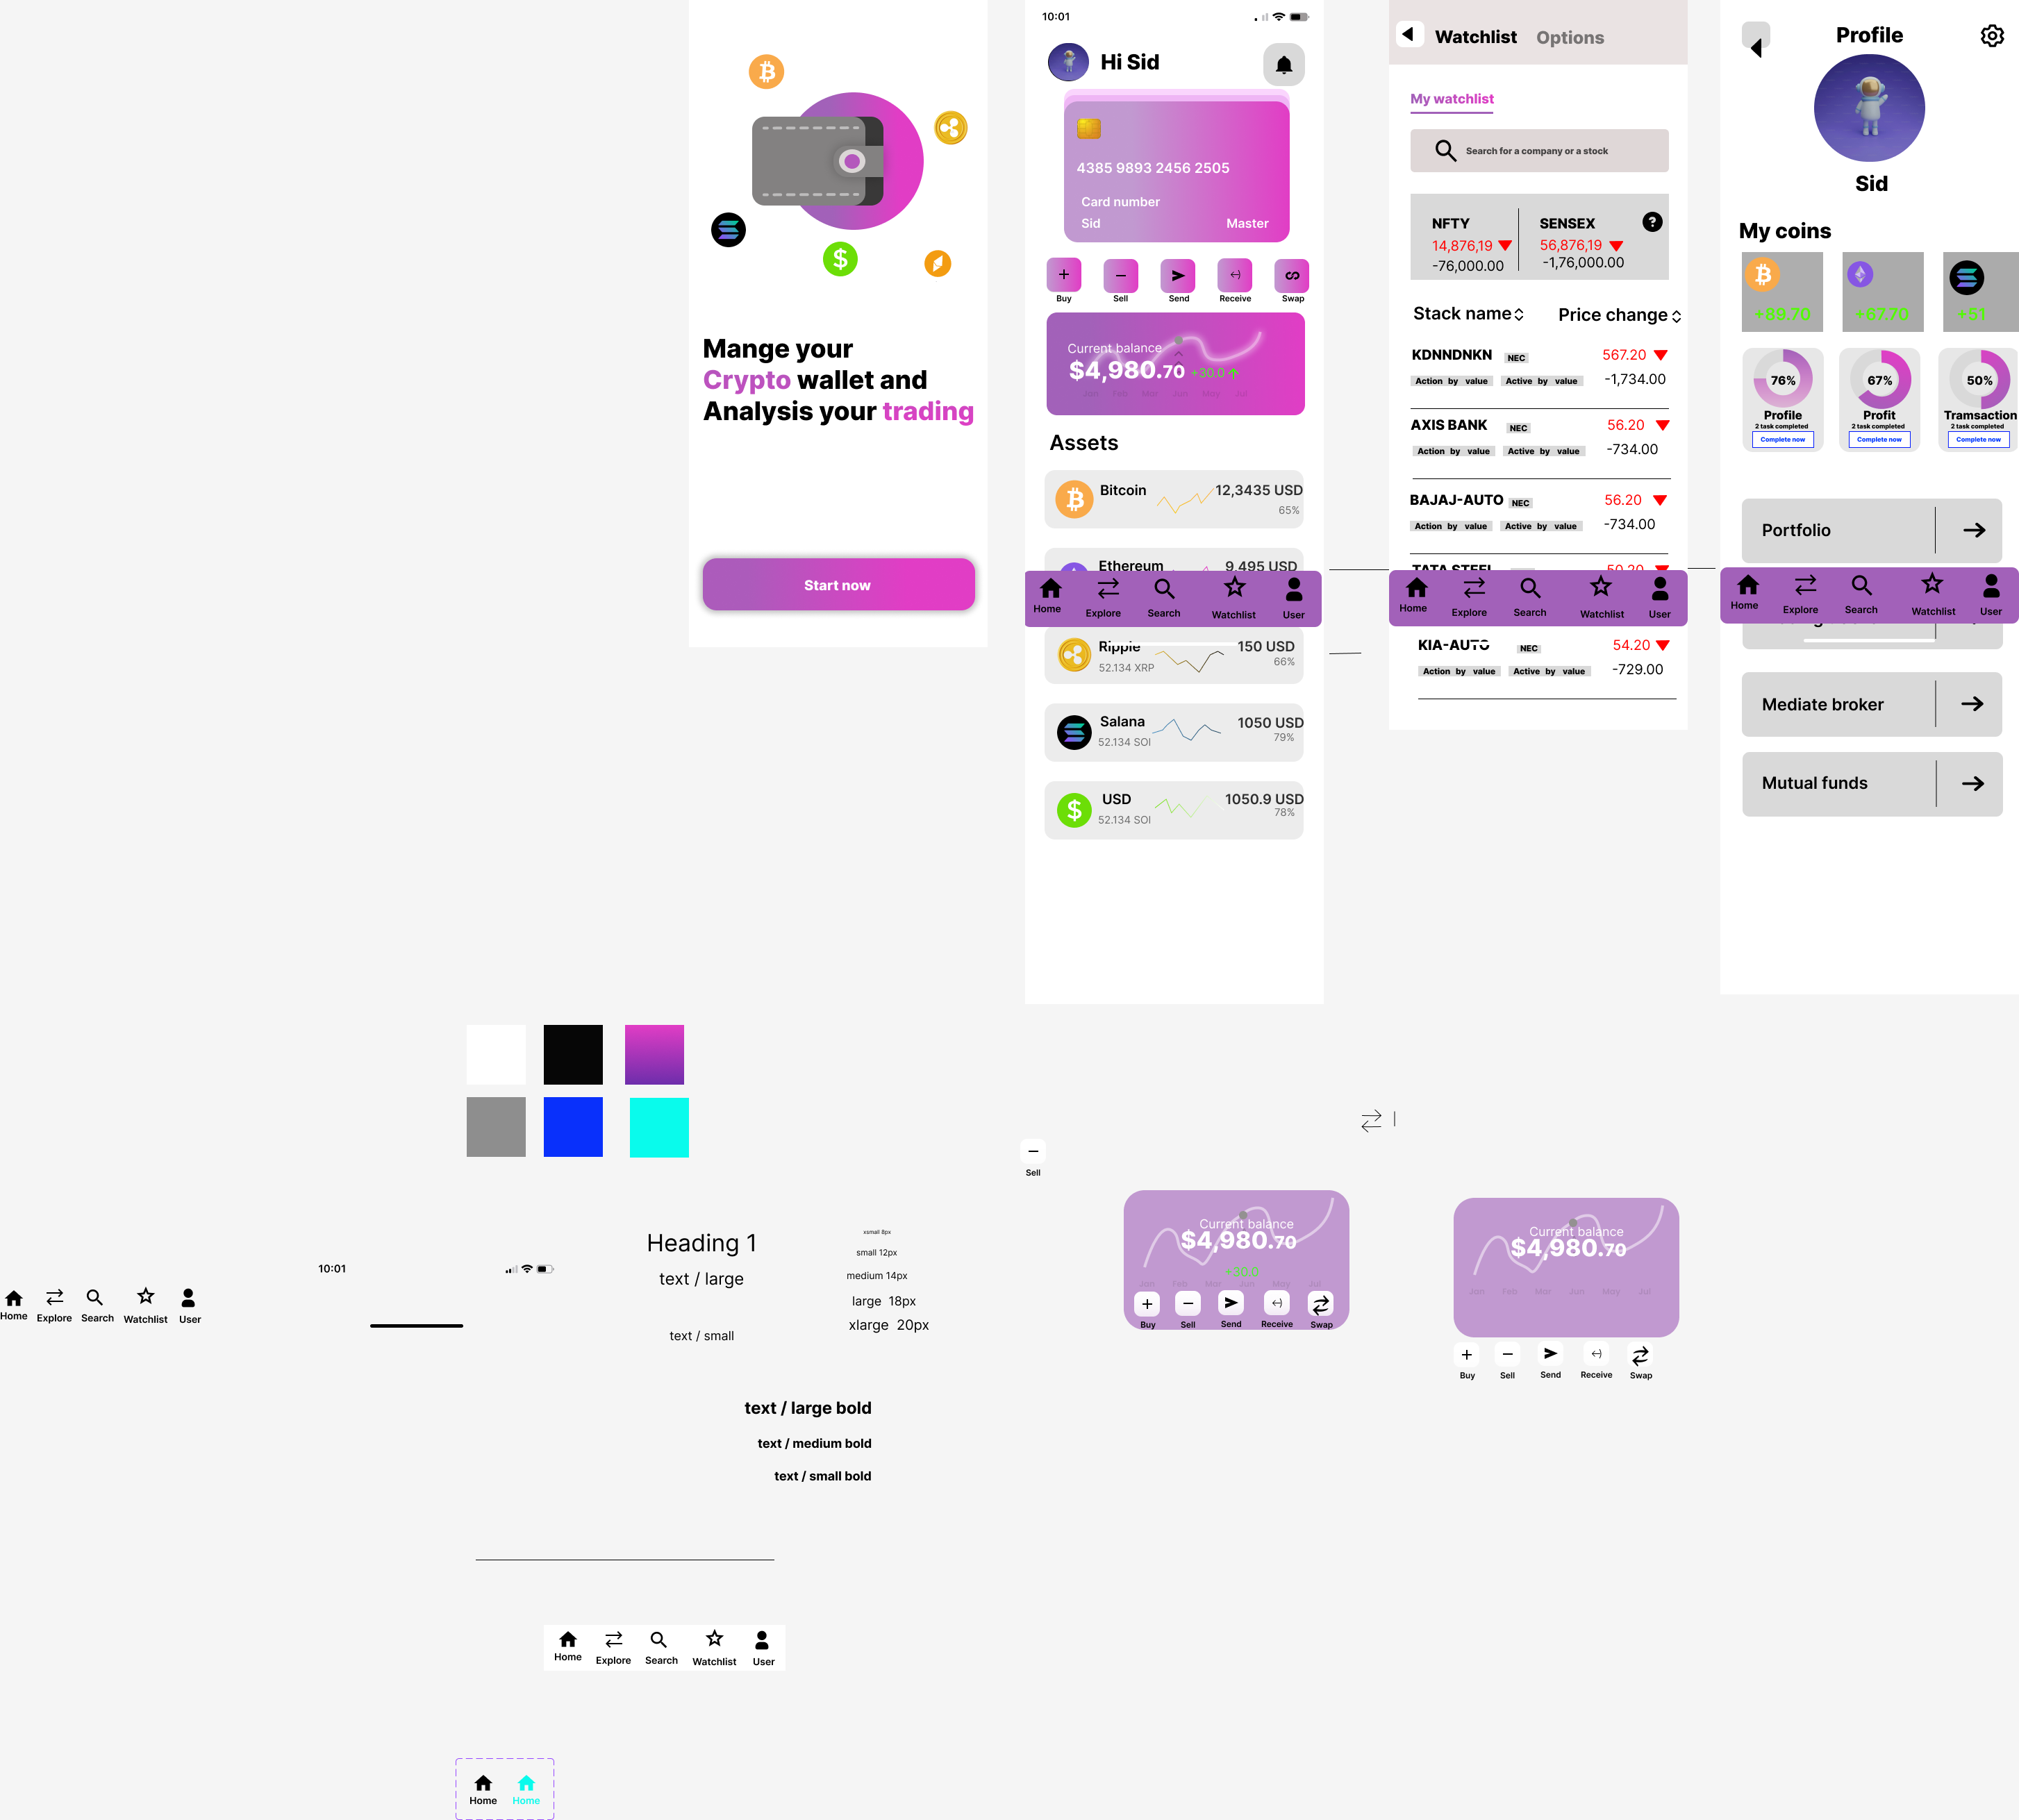 Mange your
Crypto wallet and
Analysis your trading
Start now
10:01
Hi Sid
4385 9893 2456 2505
Card number
Sid
Master
Buy
Sell
Send
Receive
Swap
Current balance
$4,980.70 +30.0
Jan Feb Mar Jun May Jul
Assets
Bitcoin
12,3435 USD
65%
Ethereum
9,495 USD
Home
Explore
Search
Watchlist
User
Ripple
150 USD
52.134 XRP
66%
Salana
1050 USD
52.134 SOl
79%
USD
1050.9 USD
52.134 SOl
78%
Watchlist
Options
My watchlist
Search for a company or a stock
NFTY
SENSEX
?
14,876,19
56,876,19
-76,000.00
-1,76,000.00
Stack name
Price change
KDNNDNKN NEC
567.20
Action by value
Active by value
-1,734.00
AXIS BANK NEC
56.20
Action by value
Active by value
-734.00
BAJAJ-AUTO NEC
56.20
Action by value
Active by value
-734.00
TATA STEEL
50.20
Home
Explore
Search
Watchlist
User
KIA-AUTO NEC
54.20
Action by value
Active by value
-729.00
Profile
Sid
My coins
+89.70
+67.70
+51
76%
67%
50%
Profile
Profit
Tramsaction
2 task completed
2 task completed
2 task completed
Complete now
Complete now
Complete now
Portfolio
Home
Explore
Search
Watchlist
User
Mediate broker
Mutual funds
Sell
Current balance
$4,980.70
+30.0
Jan Feb Mar Jun May Jul
Buy
Sell
Send
Receive
Swap
Current balance
$4,980.70
Jan Feb Mar Jun May Jul
Buy
Sell
Send
Receive
Swap
Heading 1
text / large
text / small
xsmall 8px
small 12px
medium 14px
large 18px
xlarge 20px
10:01
Home
Explore
Search
Watchlist
User
text / large bold
text / medium bold
text / small bold
Home
Explore
Search
Watchlist
User
Home
Home